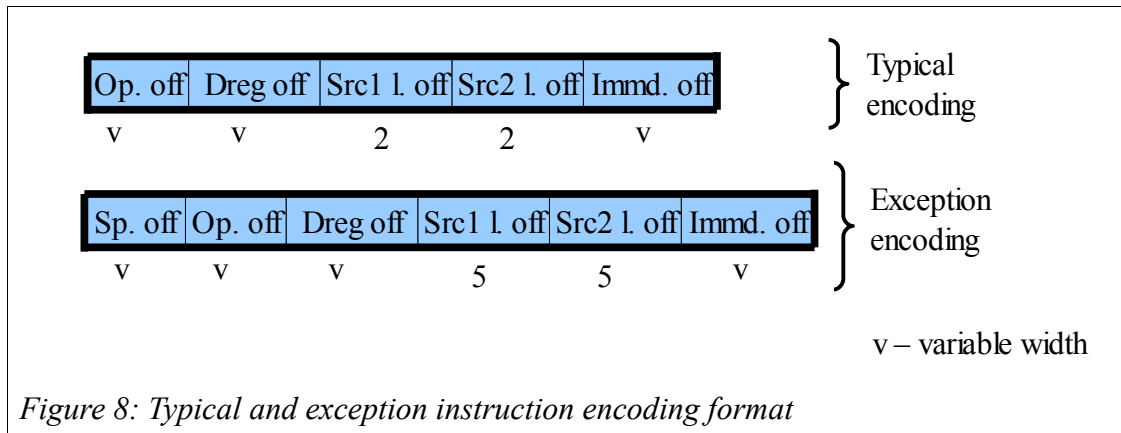 Op. off Dreg off Src1 l. off Src2 l. off Immd. off
v v 2 2 v
Typical
encoding
Sp. off Op. off Dreg off Src1 l. off Src2 l. off Immd. off
v v v 5 5 v
Exception
encoding
v – variable width
Figure 8: Typical and exception instruction encoding format